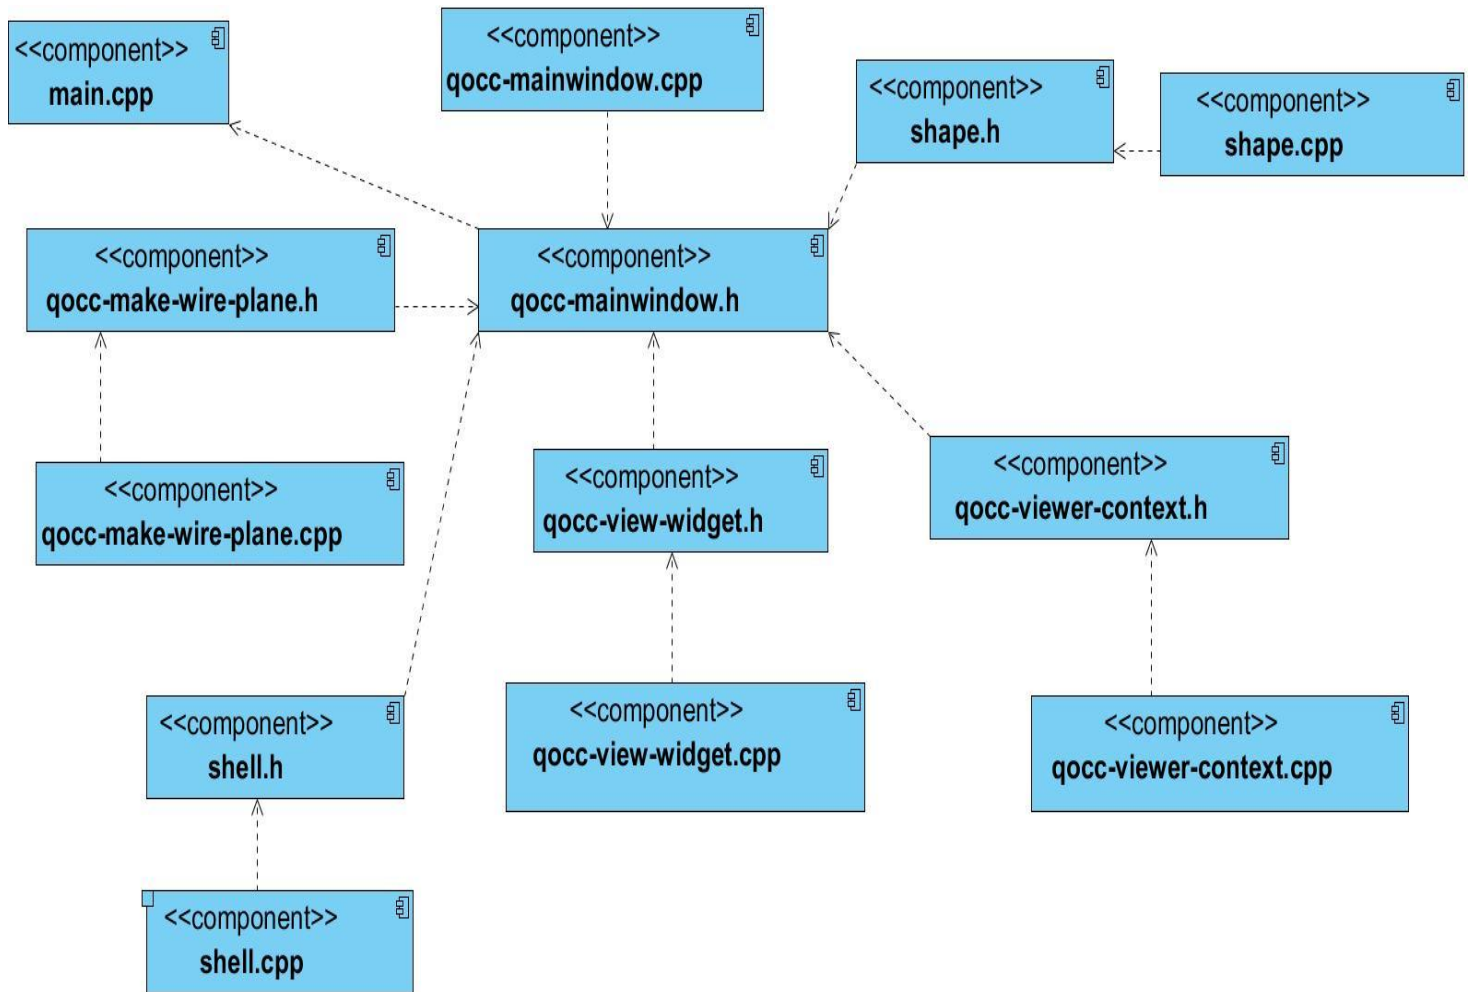 <<component>>
main.cpp
<<component>>
qocc-mainwindow.cpp
<<component>>
shape.h
<<component>>
shape.cpp
<<component>>
qocc-make-wire-plane.h
<<component>>
qocc-mainwindow.h
<<component>>
qocc-make-wire-plane.cpp
<<component>>
qocc-view-widget.h
<<component>>
qocc-viewer-context.h
<<component>>
shell.h
<<component>>
qocc-view-widget.cpp
<<component>>
qocc-viewer-context.cpp
<<component>>
shell.cpp